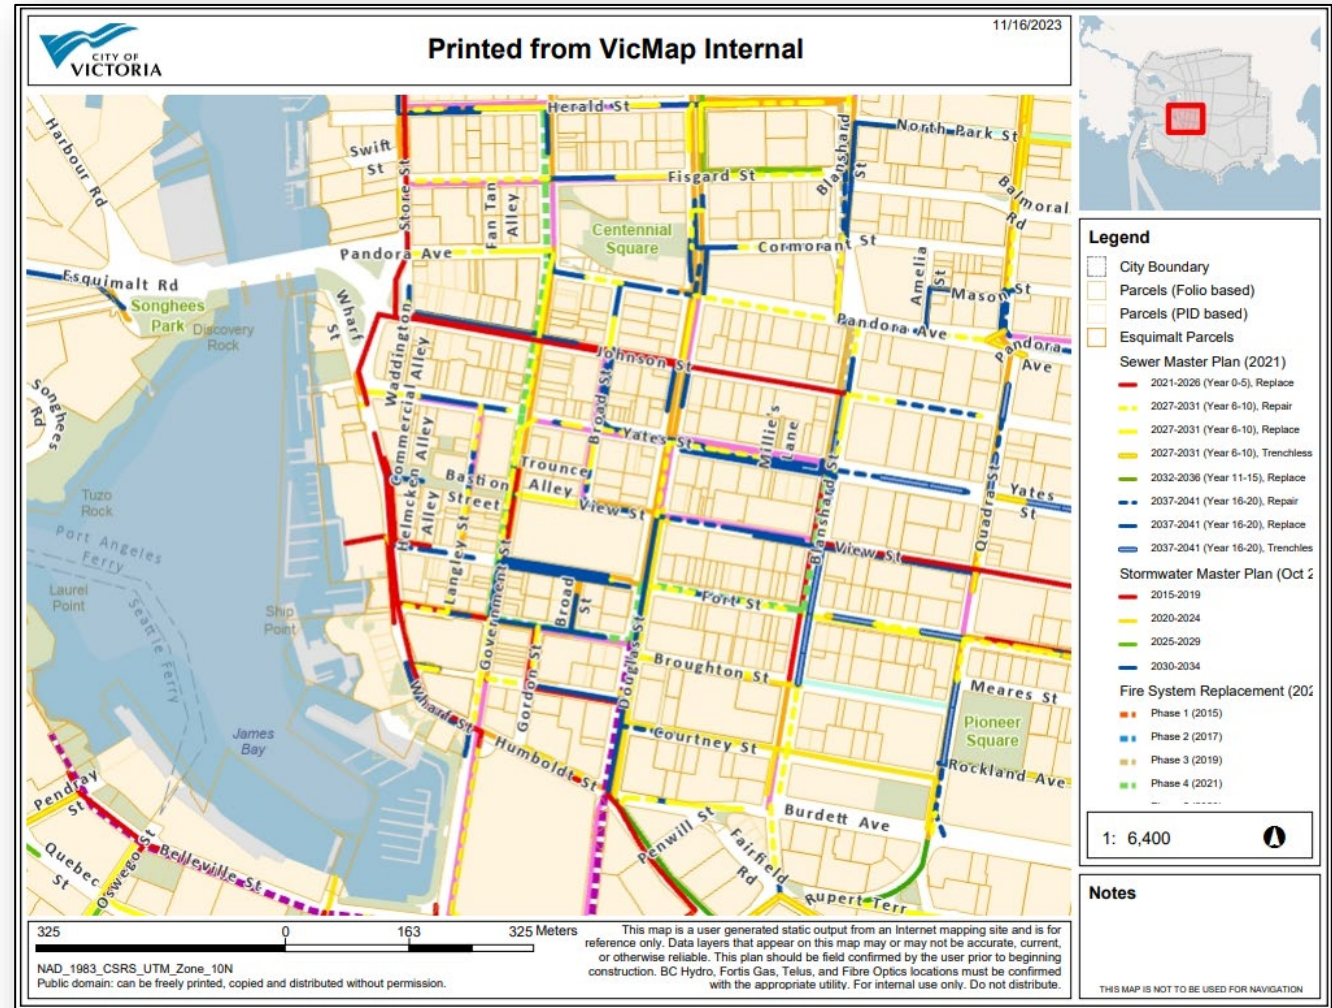 CITY OF
VICTORIA
Printed from VicMap Internal
11/16/2023
Harbour Rd
Swift
St
Store St
Herald St
Fan Tan
Alley
Fisgard St
Blanshard
St
North Park St
Balmoral
Rd
Centennial
Square
Cormorant St
Amelia
St
Mason St
Pandora Ave
Esquimalt Rd
Songhees
Park
Discovery
Rock
Wharf
St
Waddington
Alley
Commercial Alley
Johnson St
Pandora Ave
Pandora
Ave
Songhees
Rd
Helmcken Alley
Alley
Broad St
Yates St
Millie's
Lane
Trounce
Alley
Bastion
Street
View St
Yates
St
Quadra St
Blanshard St
Tuzo
Rock
Port Angeles
Ferry
Seattle Ferry
Laurel
Point
Ship
Point
Langley St
Government St
Broad
St
View St
Fort St
Douglas St
Gordon St
Broughton St
Meares St
Pioneer
Square
Wharf St
Courtney St
Rockland Ave
James
Bay
Humboldt St
Burdett Ave
Penwill St
Fairfield
Rd
Rupert Terr
Pendray
St
Quebec
St
Oswego St
Belleville St
Legend
City Boundary
Parcels (Folio based)
Parcels (PID based)
Esquimalt Parcels
Sewer Master Plan (2021)
2021-2026 (Year 0-5), Replace
2027-2031 (Year 6-10), Repair
2027-2031 (Year 6-10), Replace
2027-2031 (Year 6-10), Trenchless
2032-2036 (Year 11-15), Replace
2037-2041 (Year 16-20), Repair
2037-2041 (Year 16-20), Replace
2037-2041 (Year 16-20), Trenchles
Stormwater Master Plan (Oct 2
2015-2019
2020-2024
2025-2029
2030-2034
Fire System Replacement (202
Phase 1 (2015)
Phase 2 (2017)
Phase 3 (2019)
Phase 4 (2021)
1: 6,400
Notes
THIS MAP IS NOT TO BE USED FOR NAVIGATION
325 0 163 325 Meters
NAD_1983_CSRS_UTM_Zone_10N
Public domain: can be freely printed, copied and distributed without permission.
This map is a user generated static output from an Internet mapping site and is for
reference only. Data layers that appear on this map may or may not be accurate, current,
or otherwise reliable. This plan should be field confirmed by the user prior to beginning
construction. BC Hydro, Fortis Gas, Telus, and Fibre Optics locations must be confirmed
with the appropriate utility. For internal use only. Do not distribute.